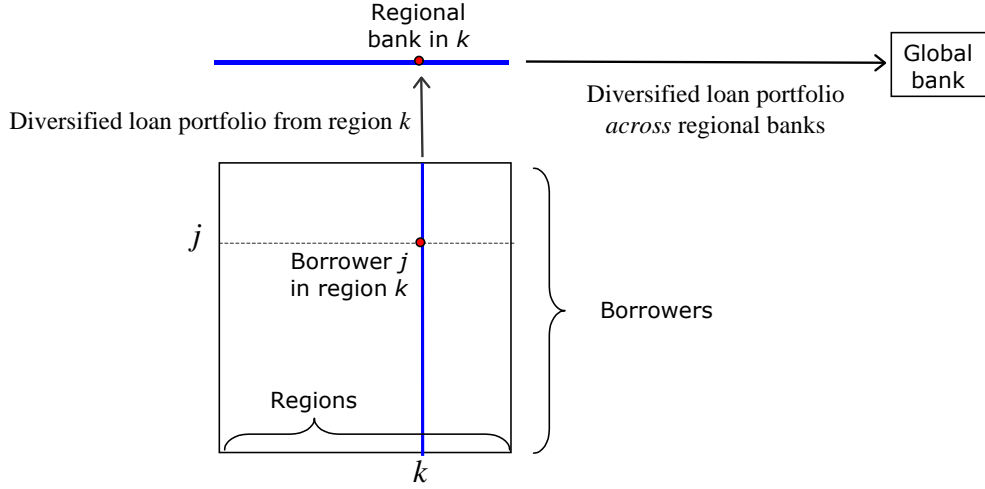 Regional
bank in k
Global
bank
Diversified loan portfolio
across regional banks
Diversified loan portfolio from region k
j
Borrower j
in region k
Borrowers
Regions
k